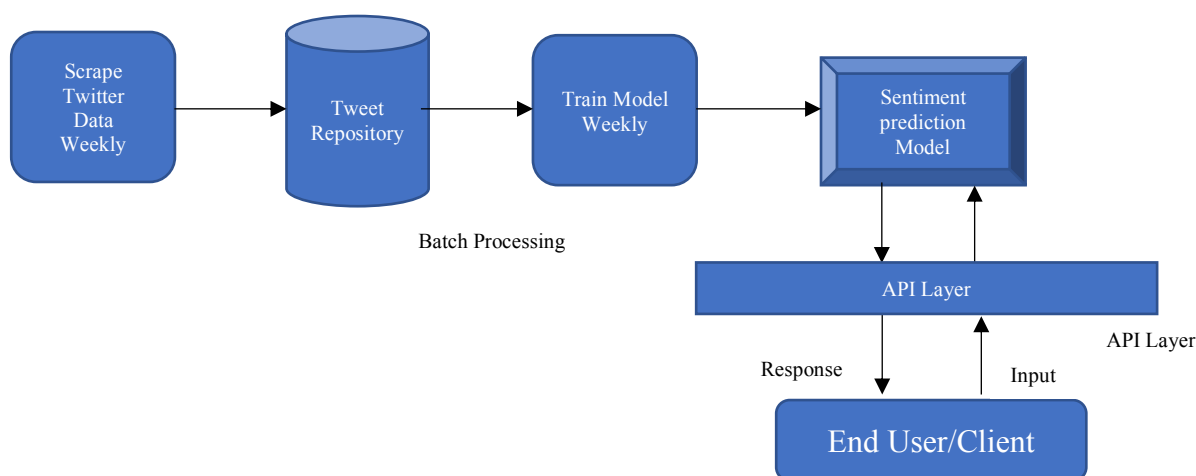 Scrape
Twitter
Data
Weekly
Tweet
Repository
Train Model
Weekly
Sentiment
prediction
Model
Batch Processing
API Layer
API Layer
Response
Input
End User/Client